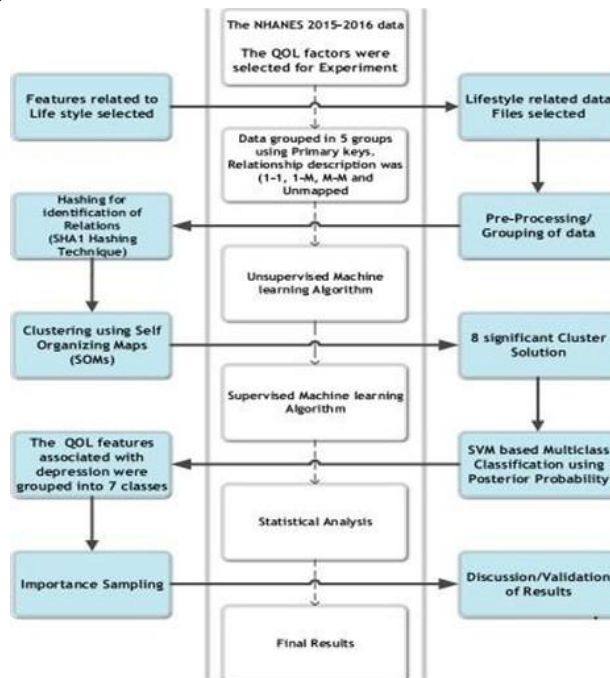 The NHANES 2015-2016 data
The QOL factors were
selected for Experiment
Features related to
Life style selected
Lifestyle related data
Files selected
Data grouped in 5 groups
using Primary keys.
Relationship description was
(1-1, 1-M, M-M and
Unmapped
Hashing for
identification of
Relations
(SHA1 Hashing
Technique)
Pre-Processing/
Grouping of data
Unsupervised Machine
learning Algorithm
Clustering using Self
Organizing Maps
(SOMs)
8 significant Cluster
Solution
Supervised Machine learning
Algorithm
The QOL features
associated with
depression were
grouped into 7 classes
SVM based Multiclass
Classification using
Posterior Probability
Statistical Analysis
Importance Sampling
Discussion/Validation
of Results
Final Results